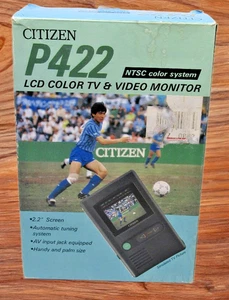 CITIZEN
P422
NTSC color system
LCD COLOR TV & VIDEO MONITOR
CITIZEN
•2.2" Screen
•Automatic tuning
system
•AV input jack equipped
•Handy and palm size